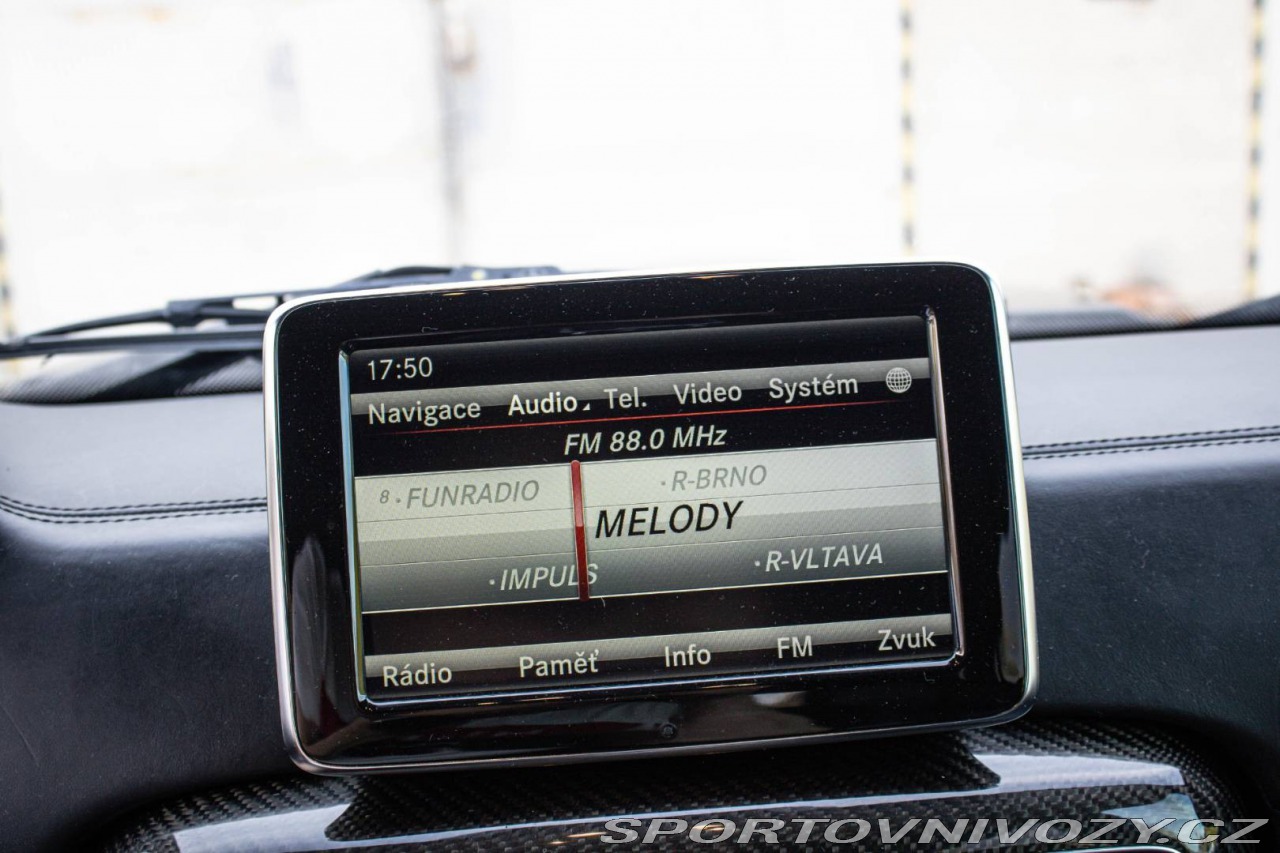 17:50
Navigace Audio Tel. Video Systém
FM 88.0 MHz
8 · FUNRADIO · R-BRNO
MELODY
· IMPULS · R-VLTAVA
Rádio Paměť Info FM Zvuk
SPORTOVNIVOZY.CZ